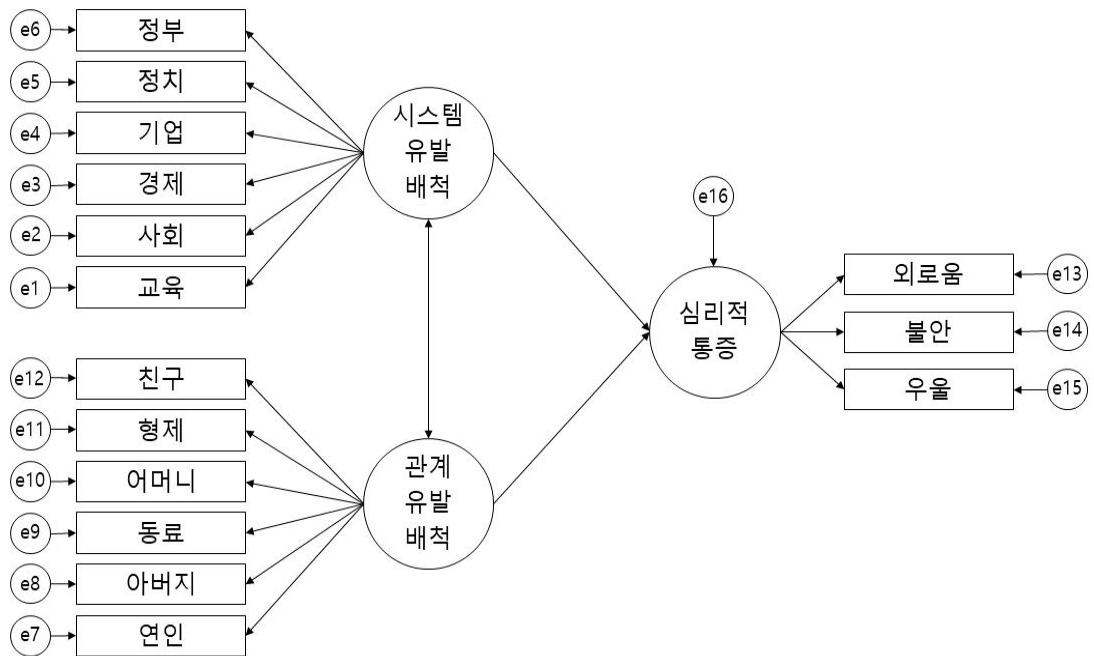 e6
정부
e5
정치
e4
기업
e3
경제
e2
사회
e1
교육
시스템
유발
배척
e12
친구
e11
형제
e10
어머니
e9
동료
e8
아버지
e7
연인
관계
유발
배척
e16
심리적
통증
외로움
e13
불안
e14
우울
e15